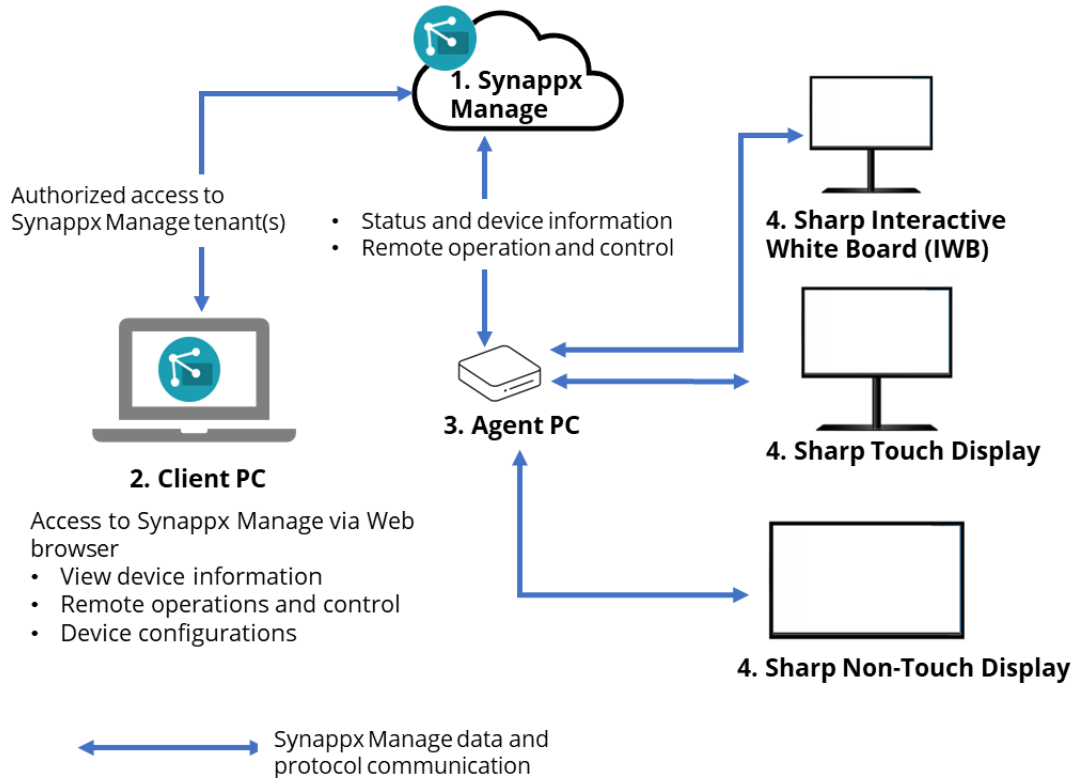 1. Synappx
Manage
Authorized access to
Synappx Manage tenant(s)
• Status and device information
• Remote operation and control
4. Sharp Interactive
White Board (IWB)
3. Agent PC
4. Sharp Touch Display
2. Client PC
Access to Synappx Manage via Web
browser
• View device information
• Remote operations and control
• Device configurations
4. Sharp Non-Touch Display
Synappx Manage data and
protocol communication